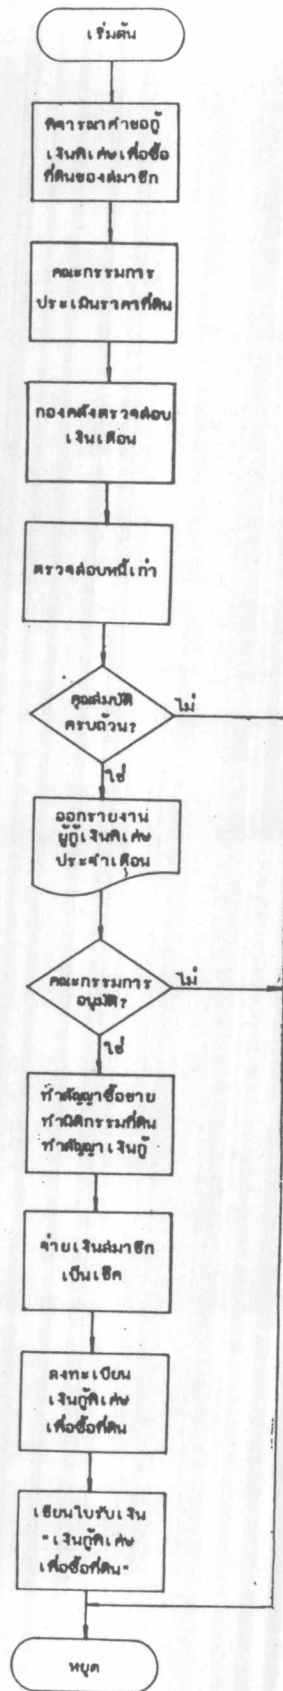 เริ่มต้น
พิจารณาคำขอกู้
เงินพิเศษเพื่อซื้อ
ที่ดินของสมาชิก
คณะกรรมการ
ประเมินราคาที่ดิน
กองคลังตรวจสอบ
เงินเดือน
ตรวจสอบหนี้เก่า
คุณสมบัติ
ครบถ้วน?
ไม่
ใช่
ออกรายงาน
ผู้กู้เงินพิเศษ
ประจำเดือน
คณะกรรมการ
อนุมัติ?
ไม่
ใช่
ทำสัญญาซื้อขาย
ทำนิติกรรมที่ดิน
ทำสัญญาเงินกู้
จ่ายเงินสมาชิก
เป็นเช็ค
ลงทะเบียน
เงินกู้พิเศษ
เพื่อซื้อที่ดิน
เขียนใบรับเงิน
"เงินกู้พิเศษ
เพื่อซื้อที่ดิน"
หยุด